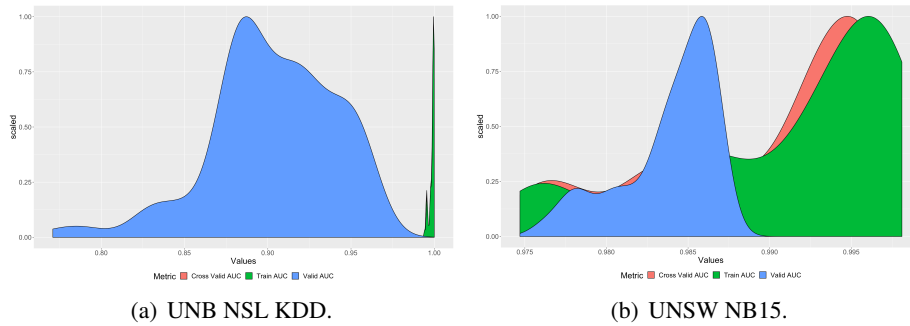 1.00
0.75
0.50
0.25
0.00
scaled
0.80
0.85
0.90
0.95
1.00
Values
Metric Cross Valid AUC Train AUC Valid AUC
(a) UNB NSL KDD.
1.00
0.75
0.50
0.25
0.00
scaled
0.975
0.980
0.985
0.990
0.995
Values
Metric Cross Valid AUC Train AUC Valid AUC
(b) UNSW NB15.